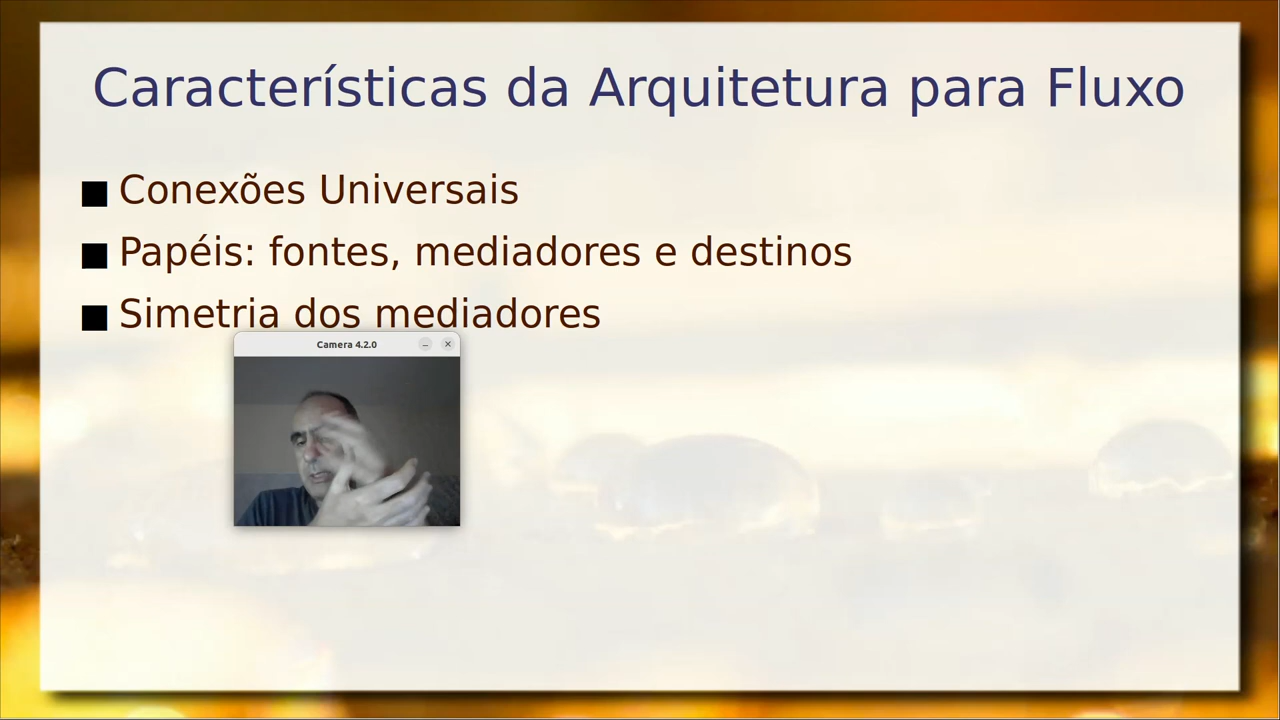 Características da Arquitetura para Fluxo
Conexões Universais
Papéis: fontes, mediadores e destinos
Simetria dos mediadores
Camera 4.2.0